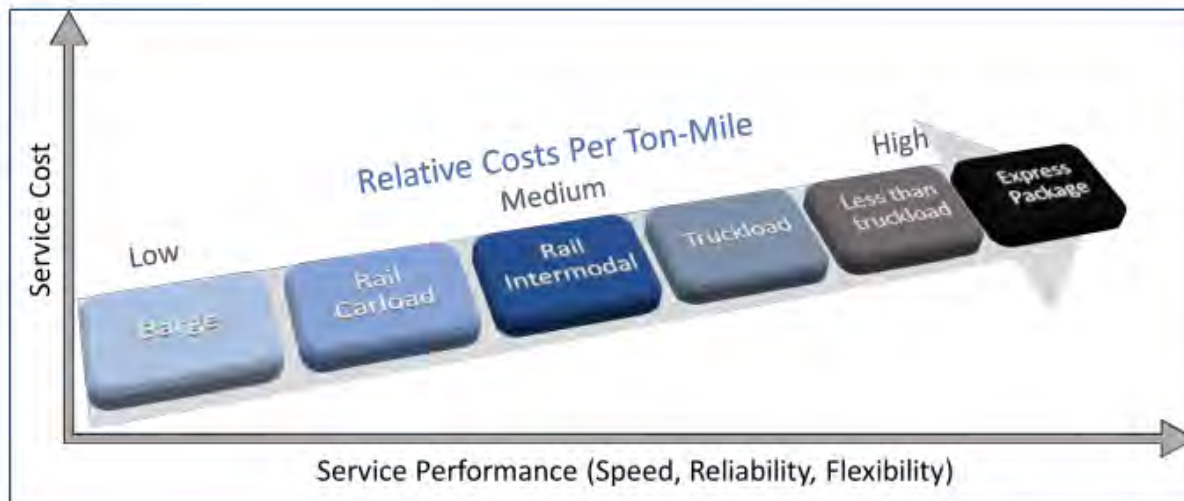 Service Cost
Relative Costs Per Ton-Mile
Low
Medium
High
Barge
Rail
Carload
Rail
Intermodal
Truckload
Less than
truckload
Express
Package
Service Performance (Speed, Reliability, Flexibility)